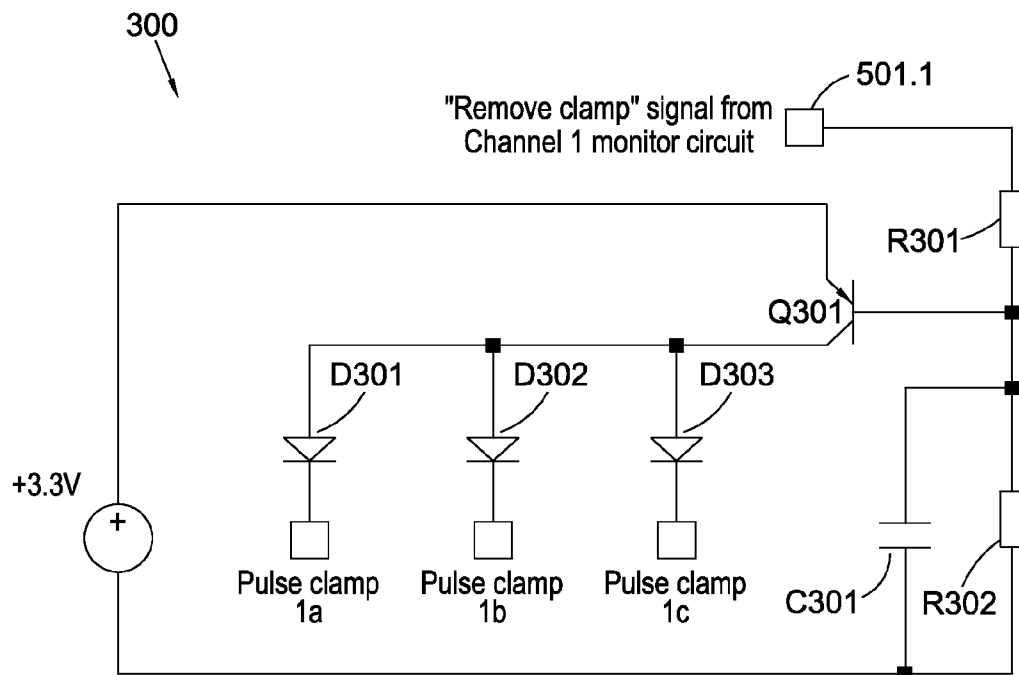 300
501.1
"Remove clamp" signal from
Channel 1 monitor circuit
R301
Q301
D301
D302
D303
+3.3V
+
Pulse clamp
1a
Pulse clamp
1b
Pulse clamp
1c
C301
R302